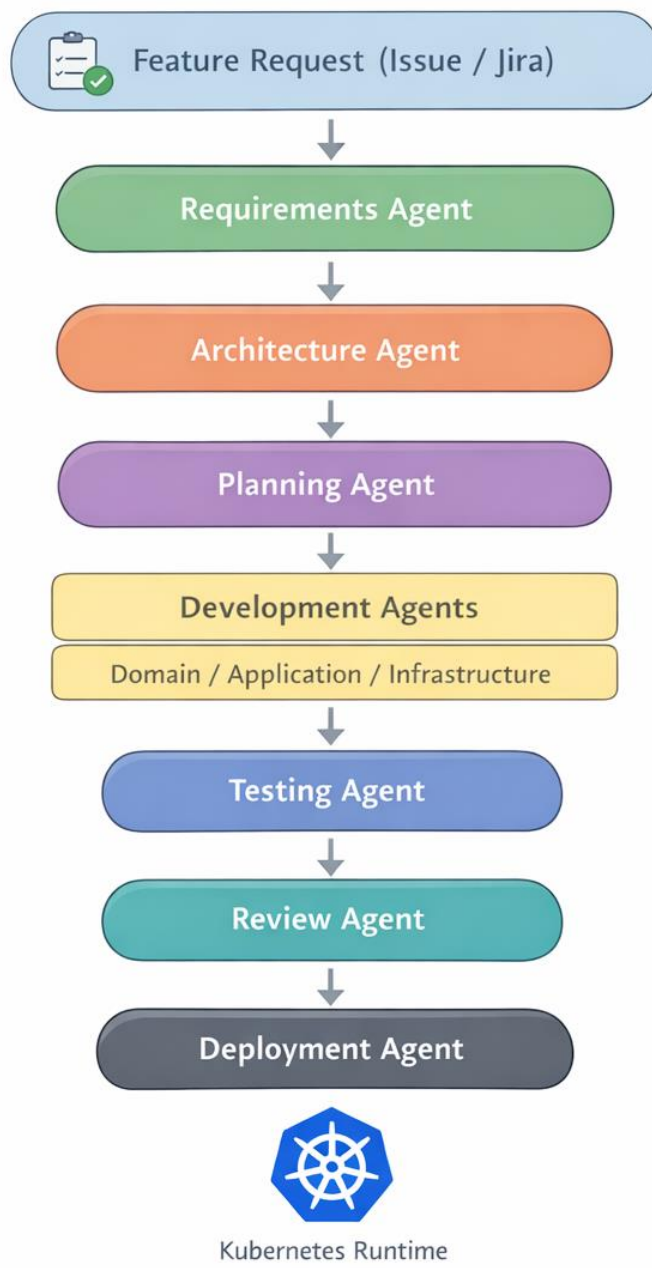 Feature Request (Issue / Jira)
Requirements Agent
Architecture Agent
Planning Agent
Development Agents
Domain / Application / Infrastructure
Testing Agent
Review Agent
Deployment Agent
Kubernetes Runtime